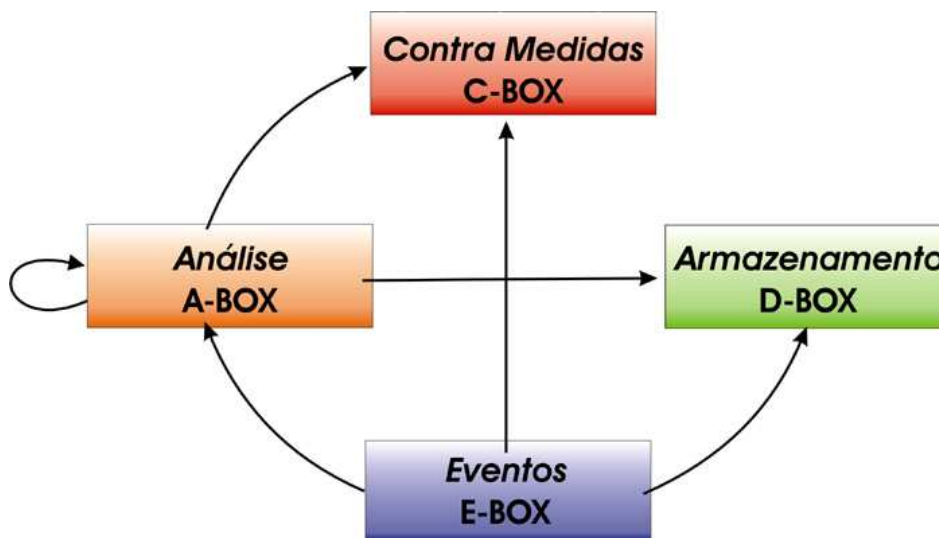 Contra Medidas
C-BOX
Análise
A-BOX
Armazenamento
D-BOX
Eventos
E-BOX